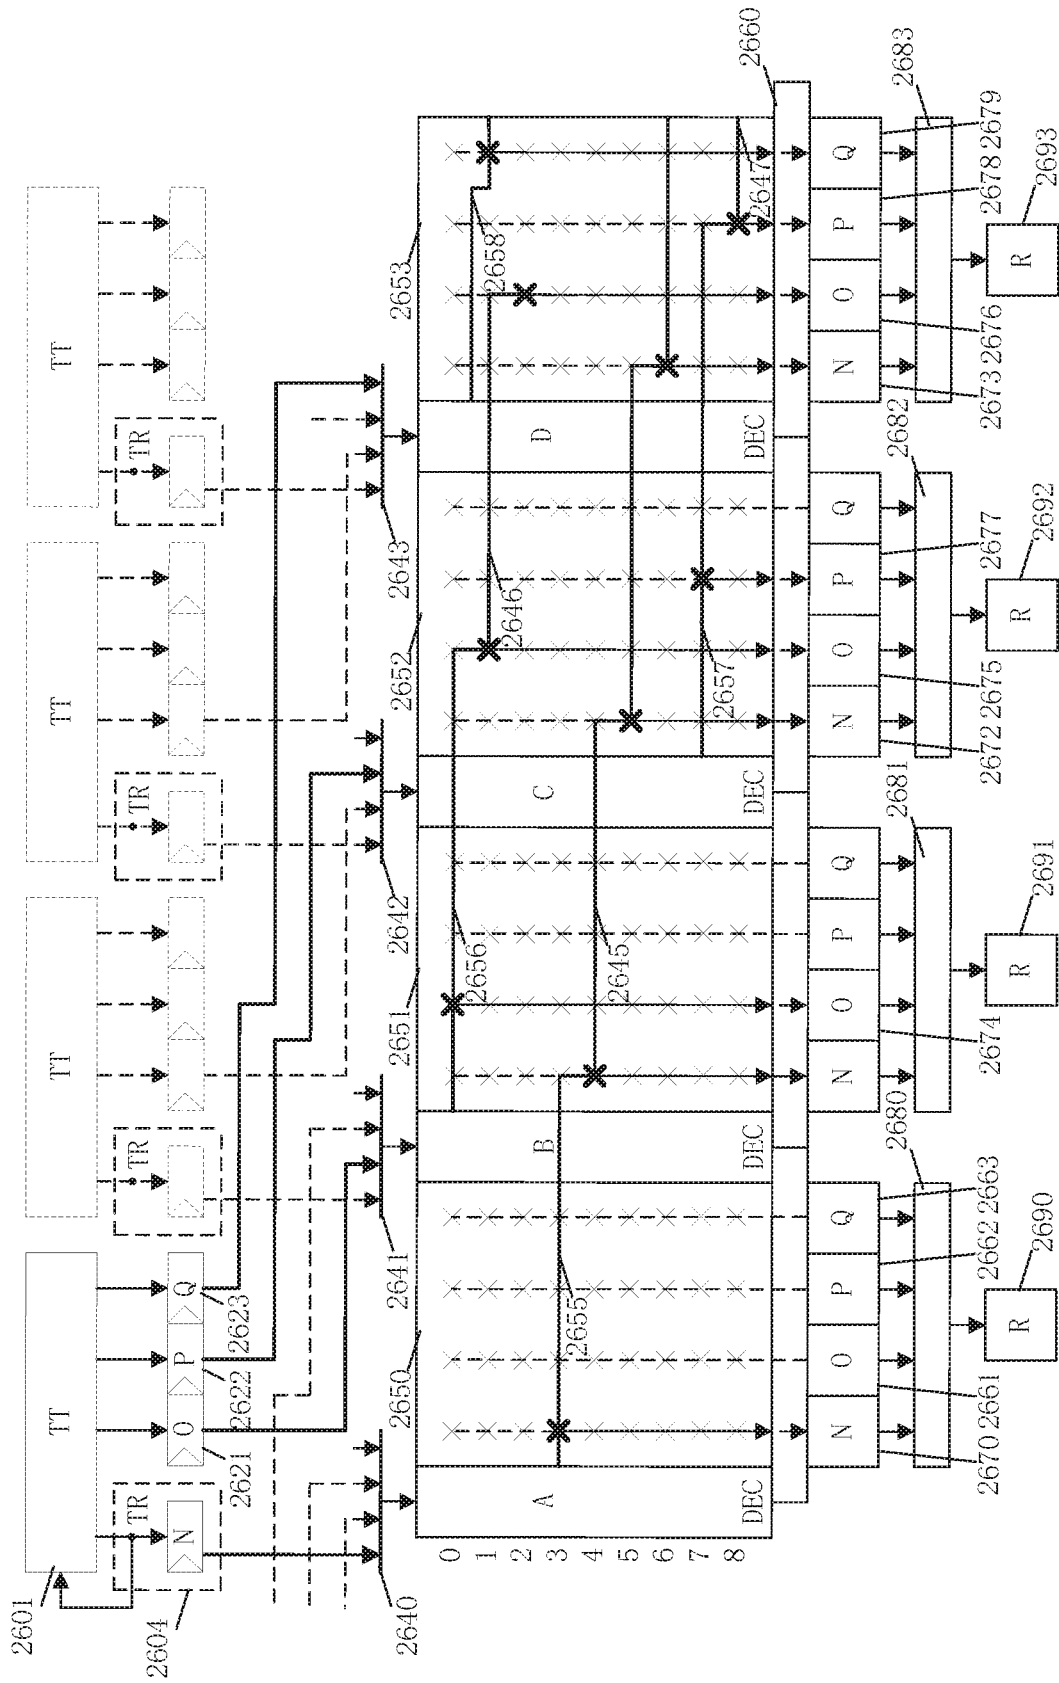 2601
TT
TT
TT
TT
2604
TR
TR
TR
TR
N
O
P
Q
2621
2622
2623
2640
2641
2642
2643
2650
2651
2652
2653
A
B
C
D
0
1
2
3
4
5
6
7
8
2655
2656
2645
2646
2657
2658
2647
DEC
DEC
DEC
DEC
2660
N
O
P
Q
N
O
P
Q
N
O
P
Q
N
O
P
Q
2670
2661
2662
2663
2674
2672
2675
2677
2673
2676
2678
2679
2680
2681
2682
2683
R
R
R
R
2690
2691
2692
2693